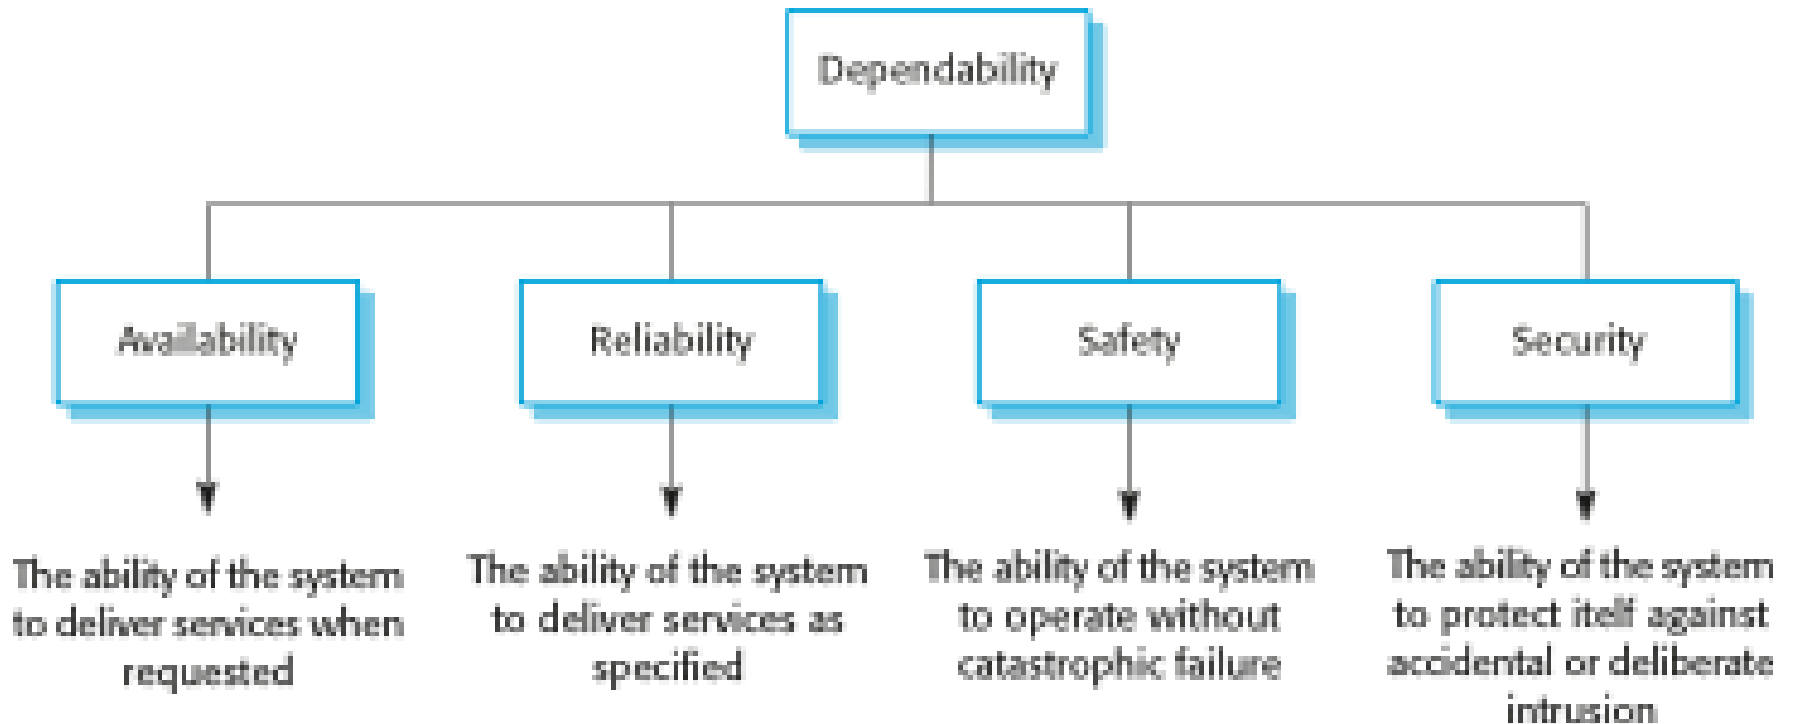 Dependability
Availability
Reliability
Safety
Security
The ability of the system
to deliver services when
requested
The ability of the system
to deliver services as
specified
The ability of the system
to operate without
catastrophic failure
The ability of the system
to protect itelf against
accidental or deliberate
intrusion